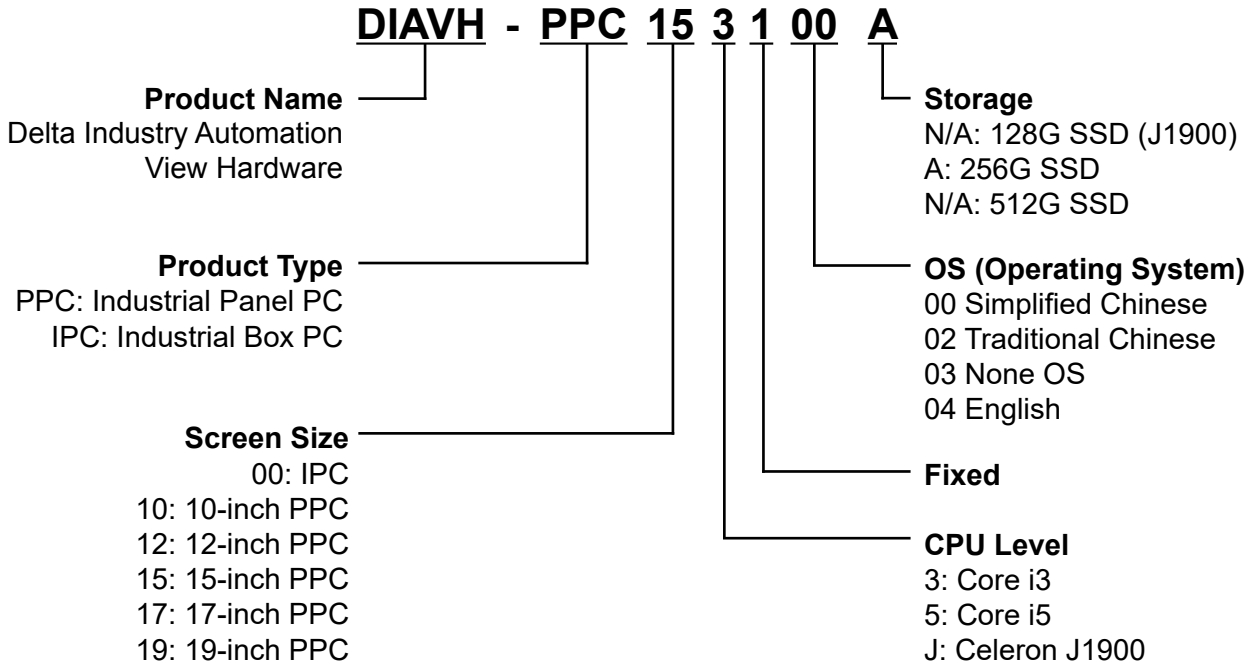 DIAVH - PPC 15 3 1 00 A
Product Name
Delta Industry Automation
View Hardware
Product Type
PPC: Industrial Panel PC
IPC: Industrial Box PC
Screen Size
00: IPC
10: 10-inch PPC
12: 12-inch PPC
15: 15-inch PPC
17: 17-inch PPC
19: 19-inch PPC
Storage
N/A: 128G SSD (J1900)
A: 256G SSD
N/A: 512G SSD
OS (Operating System)
00 Simplified Chinese
02 Traditional Chinese
03 None OS
04 English
Fixed
CPU Level
3: Core i3
5: Core i5
J: Celeron J1900